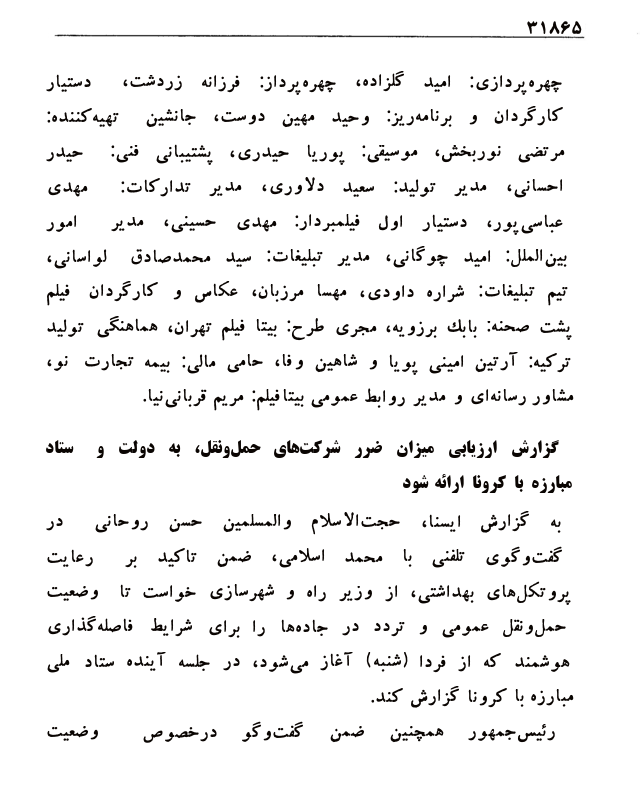 ۳۱۸۶۵
چهره‌پردازی: امید گلزاده، چهره‌پرداز: فرزانه زردشت، دستیار
کارگردان و برنامه‌ریز: وحید مهین دوست، جانشین تهیه‌کننده:
مرتضی نوربخش، موسیقی: پوریا حیدری، پشتیبانی فنی: حیدر
احسانی، مدیر تولید: سعید دلاوری، مدیر تدارکات: مهدی
عباسی‌پور، دستیار اول فیلمبردار: مهدی حسینی، مدیر امور
بین‌الملل: امید چوگانی، مدیر تبلیغات: سید محمدصادق لواسانی،
تیم تبلیغات: شراره داودی، مهسا مرزبان، عکاس و کارگردان فیلم
پشت صحنه: بابك برزویه، مجری طرح: بیتا فیلم تهران، هماهنگی تولید
ترکیه: آرتین امینی پویا و شاهین وفا، حامی مالی: بیمه تجارت نو،
مشاور رسانه‌ای و مدیر روابط عمومی بیتافیلم: مریم قربانی‌نیا.
گزارش ارزیابی میزان ضرر شرکت‌های حمل‌ونقل، به دولت و ستاد
مبارزه با کرونا ارائه شود
به گزارش ایسنا، حجت‌الاسلام والمسلمین حسن روحانی در
گفت‌وگوی تلفنی با محمد اسلامی، ضمن تاکید بر رعایت
پروتکل‌های بهداشتی، از وزیر راه و شهرسازی خواست تا وضعیت
حمل‌ونقل عمومی و تردد در جاده‌ها را برای شرایط فاصله‌گذاری
هوشمند که از فردا (شنبه) آغاز می‌شود، در جلسه آینده ستاد ملی
مبارزه با کرونا گزارش کند.
رئیس‌جمهور همچنین ضمن گفت‌وگو درخصوص وضعیت